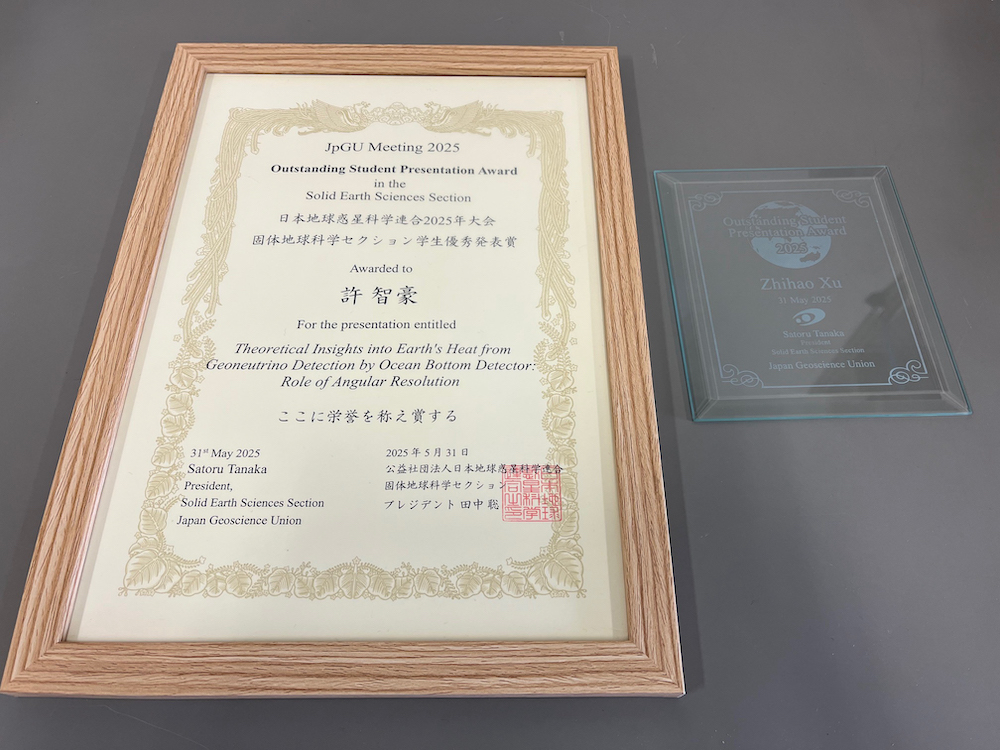 JpGU Meeting 2025
Outstanding Student Presentation Award
in the
Solid Earth Sciences Section
日本地球惑星科学連合2025年大会
固体地球科学セクション学生優秀発表賞
Awarded to
許 智豪
For the presentation entitled
Theoretical Insights into Earth's Heat from
Geoneutrino Detection by Ocean Bottom Detector:
Role of Angular Resolution
ここに栄誉を称え賞する
31st May 2025
Satoru Tanaka
President,
Solid Earth Sciences Section
Japan Geoscience Union
2025年5月31日
公益社団法人日本地球惑星科学連合
固体地球科学セクション
プレジデント 田中 聡
Outstanding Student
Presentation Award
2025
Zhihao Xu
31 May 2025
Satoru Tanaka
President
Solid Earth Sciences Section
Japan Geoscience Union